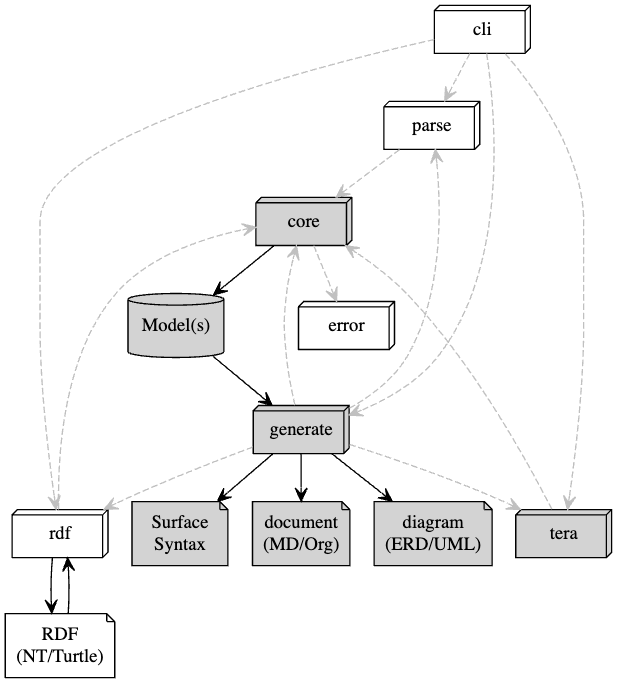 cli
parse
core
Model(s)
error
generate
rdf
Surface
Syntax
document
(MD/Org)
diagram
(ERD/UML)
tera
RDF
(NT/Turtle)